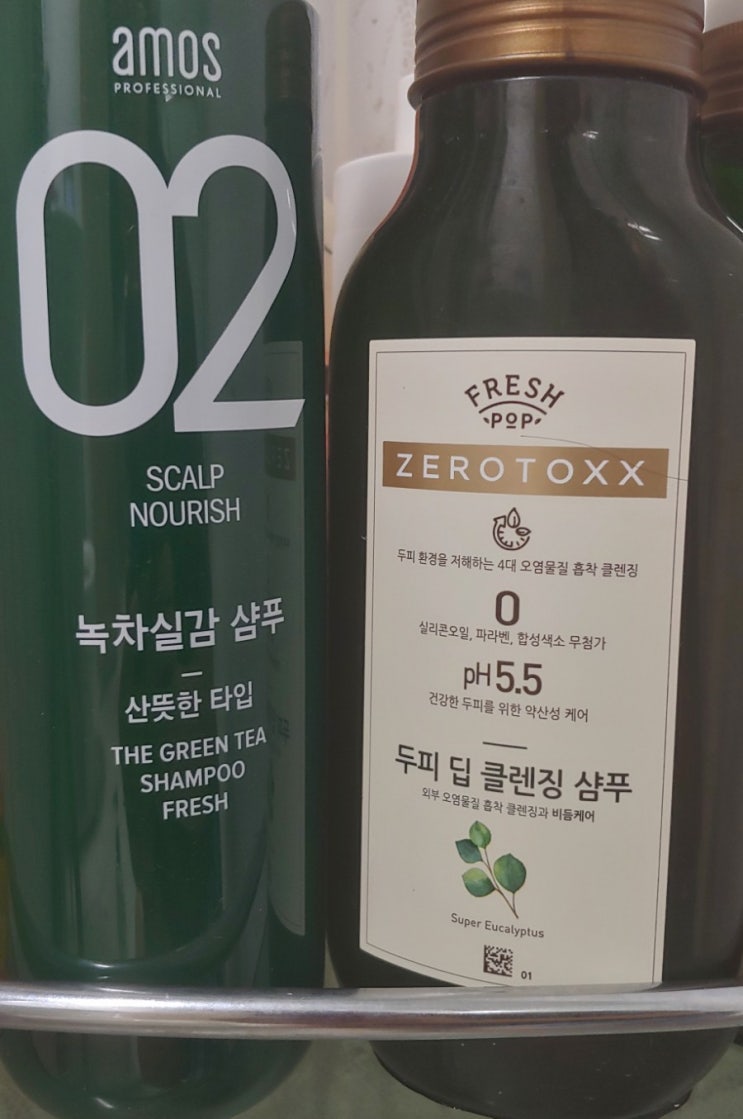 amos
PROFESSIONAL
02
SCALP
NOURISH
녹차실감 샴푸
산뜻한 타입
THE GREEN TEA
SHAMPOO
FRESH
FRESH
POP
ZEROTOXX
두피 환경을 저해하는 4대 오염물질 흡착 클렌징
0
실리콘오일, 파라벤, 합성색소 무첨가
pH 5.5
건강한 두피를 위한 약산성 케어
두피 딥 클렌징 샴푸
외부 오염물질 흡착 클렌징과 비듬케어
Super Eucalyptus
01